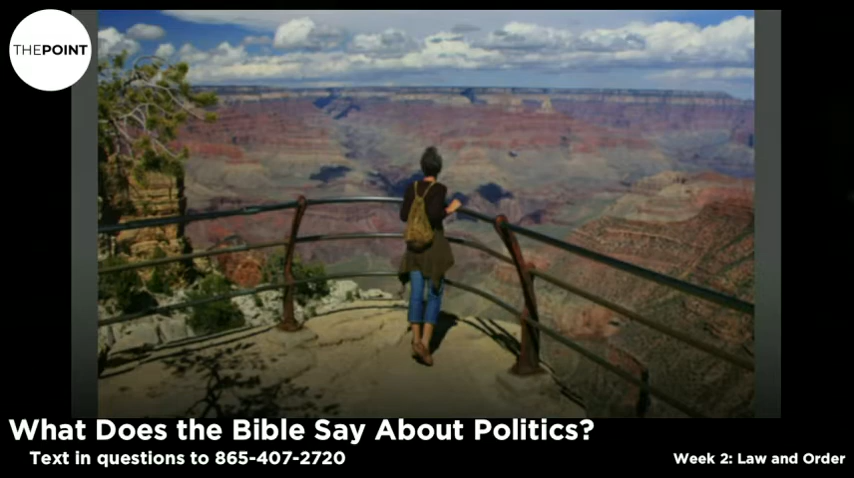 THEPOINT
What Does the Bible Say About Politics?
Text in questions to 865-407-2720
Week 2: Law and Order